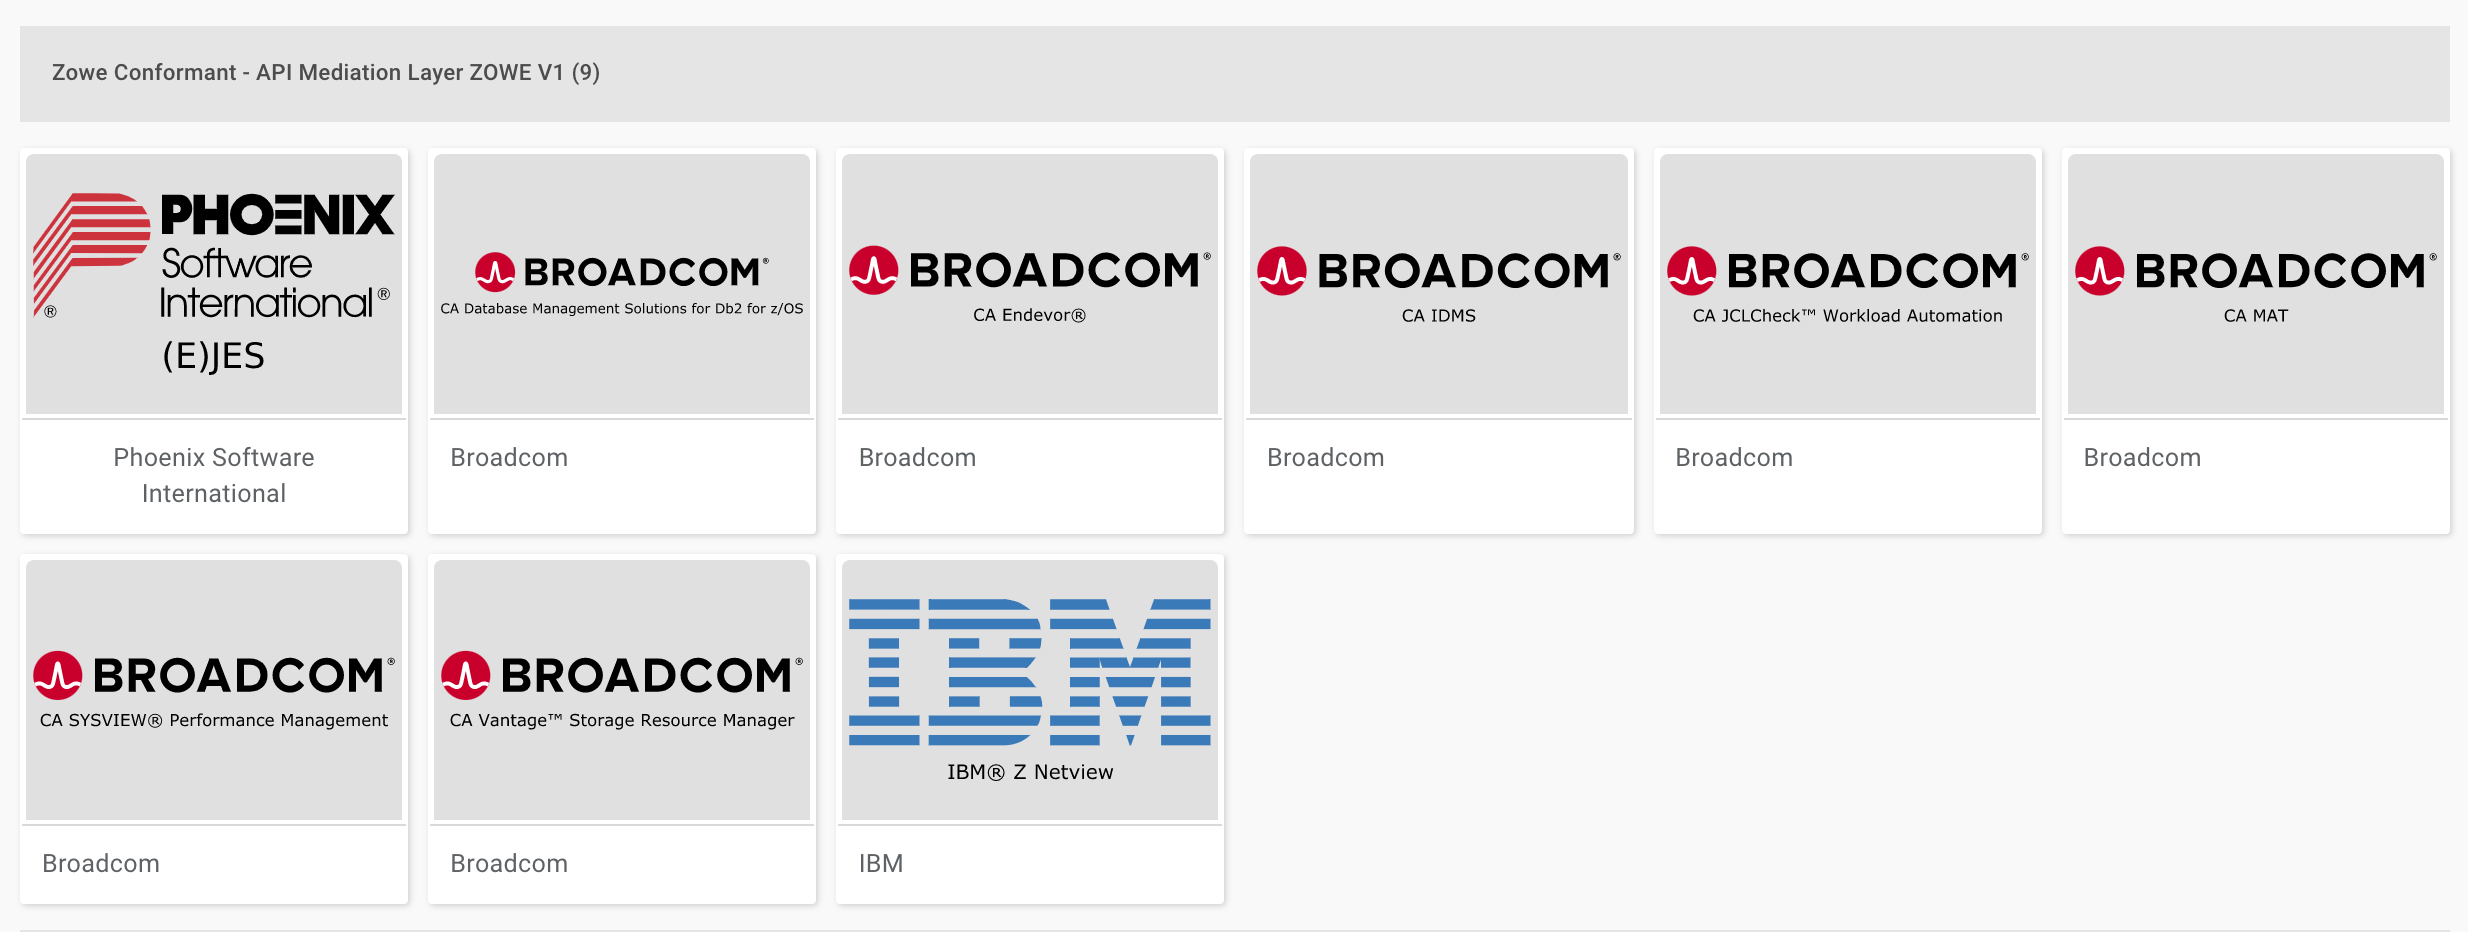 Zowe Conformant - API Mediation Layer ZOWE V1 (9)
PHOENIX
Software
International®
®
(E)JES
Phoenix Software
International
BROADCOM®
CA Database Management Solutions for Db2 for z/OS
Broadcom
BROADCOM®
CA Endevor®
Broadcom
BROADCOM®
CA IDMS
Broadcom
BROADCOM®
CA JCLCheck™ Workload Automation
Broadcom
BROADCOM®
CA MAT
Broadcom
BROADCOM®
CA SYSVIEW® Performance Management
Broadcom
BROADCOM®
CA Vantage™ Storage Resource Manager
Broadcom
IBM
IBM® Z Netview
IBM